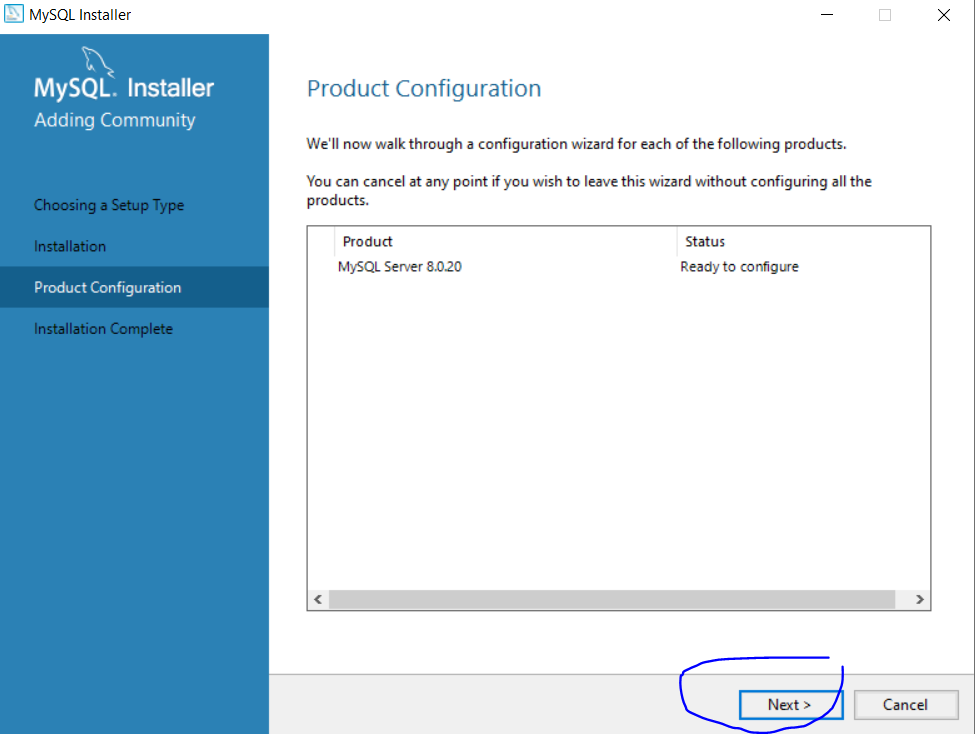 MySQL Installer
MySQL. Installer
Adding Community
Choosing a Setup Type
Installation
Product Configuration
Installation Complete
Product Configuration
We'll now walk through a configuration wizard for each of the following products.
You can cancel at any point if you wish to leave this wizard without configuring all the
products.
Product Status
MySQL Server 8.0.20 Ready to configure
Next > Cancel